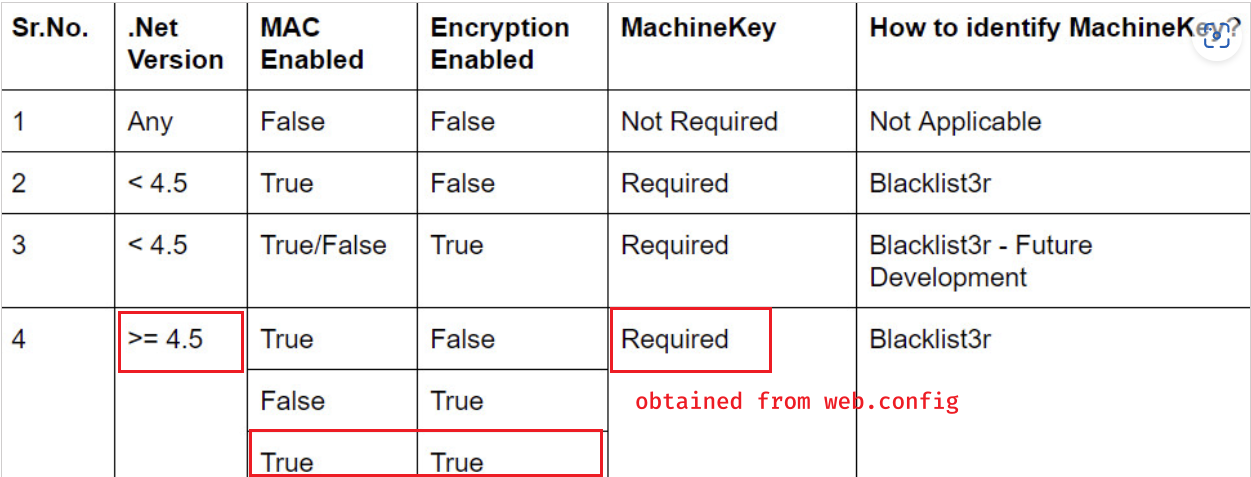 Sr.No. .Net Version MAC Enabled Encryption Enabled MachineKey How to identify MachineKey?
1 Any False False Not Required Not Applicable
2 < 4.5 True False Required Blacklist3r
3 < 4.5 True/False True Required Blacklist3r - Future Development
4 >= 4.5 True False Required Blacklist3r
False True
obtained from web.config
True True